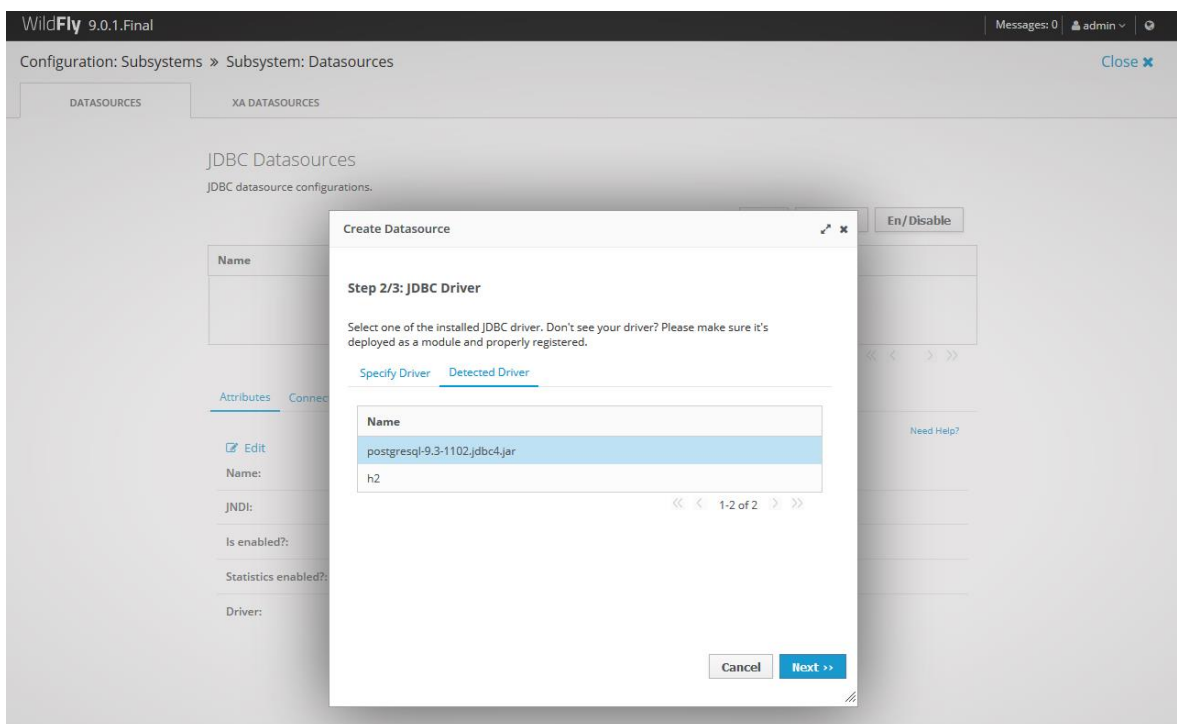 WildFly 9.0.1.Final
Messages: 0 admin
Configuration: Subsystems » Subsystem: Datasources
Close ×
DATASOURCES XA DATASOURCES
JDBC Datasources
JDBC datasource configurations.
En/Disable
Create Datasource
Name
Step 2/3: JDBC Driver
Select one of the installed JDBC driver. Don't see your driver? Please make sure it's
deployed as a module and properly registered.
« ‹ › »
Specify Driver Detected Driver
Attributes Connec
Name
Need Help?
Edit
postgresql-9.3-1102.jdbc4.jar
Name:
h2
« ‹ 1-2 of 2 › »
JNDI:
Is enabled?:
Statistics enabled?:
Driver:
Cancel Next ››